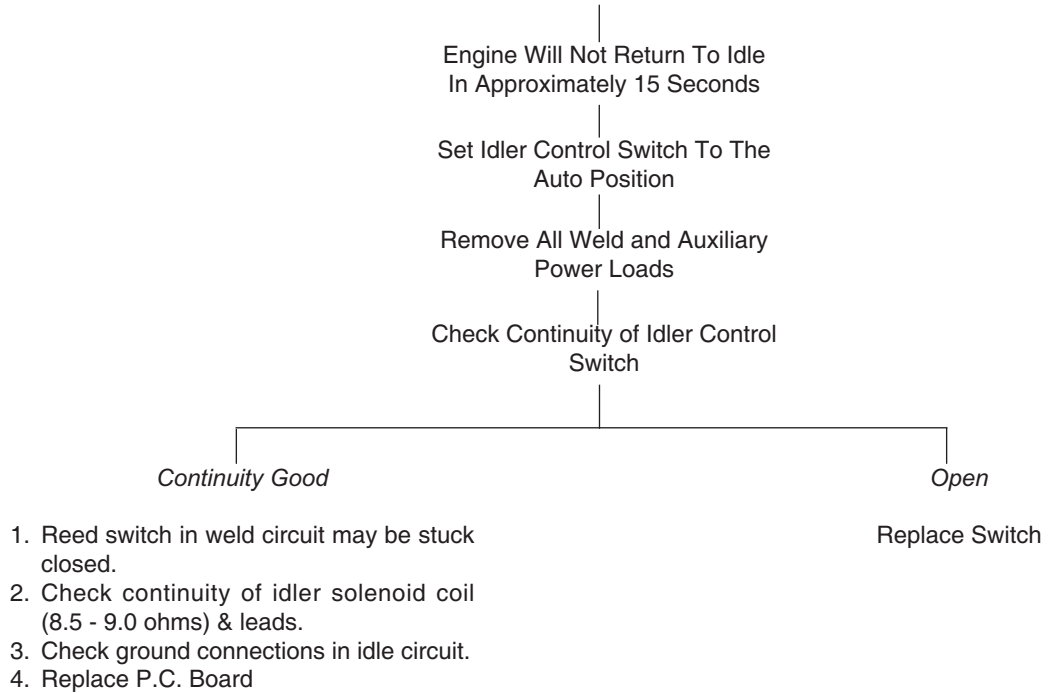 Engine Will Not Return To Idle
In Approximately 15 Seconds
Set Idler Control Switch To The
Auto Position
Remove All Weld and Auxiliary
Power Loads
Check Continuity of Idler Control
Switch
Continuity Good
Open
1. Reed switch in weld circuit may be stuck
closed.
2. Check continuity of idler solenoid coil
(8.5 - 9.0 ohms) & leads.
3. Check ground connections in idle circuit.
4. Replace P.C. Board
Replace Switch